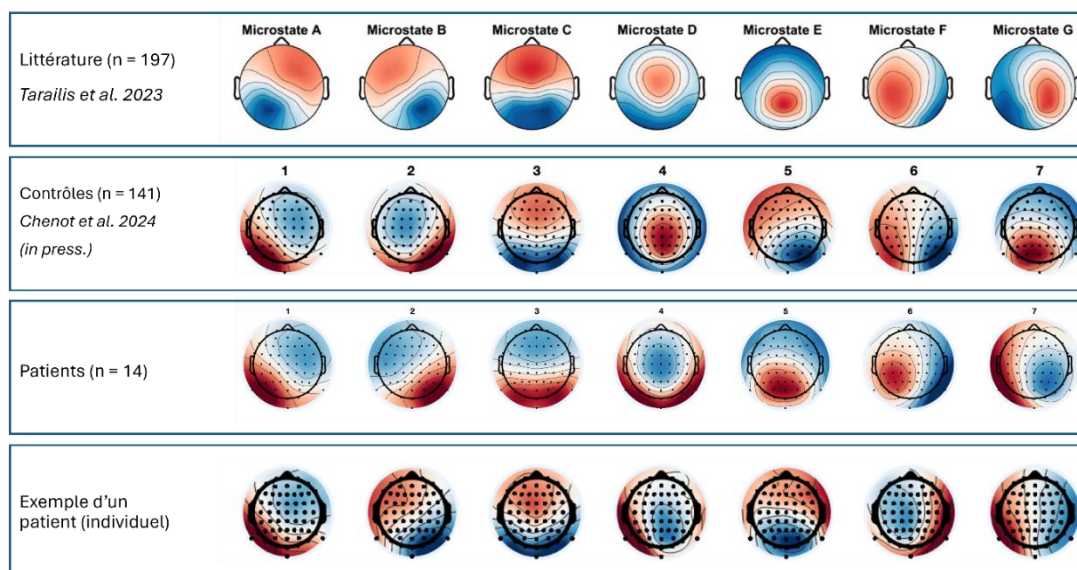 Microstate A Microstate B Microstate C Microstate D Microstate E Microstate F Microstate G
Littérature (n = 197)
Tarailis et al. 2023
1 2 3 4 5 6 7
Contrôles (n = 141)
Chenot et al. 2024
(in press.)
1 2 3 4 5 6 7
Patients (n = 14)
Exemple d'un
patient (individuel)